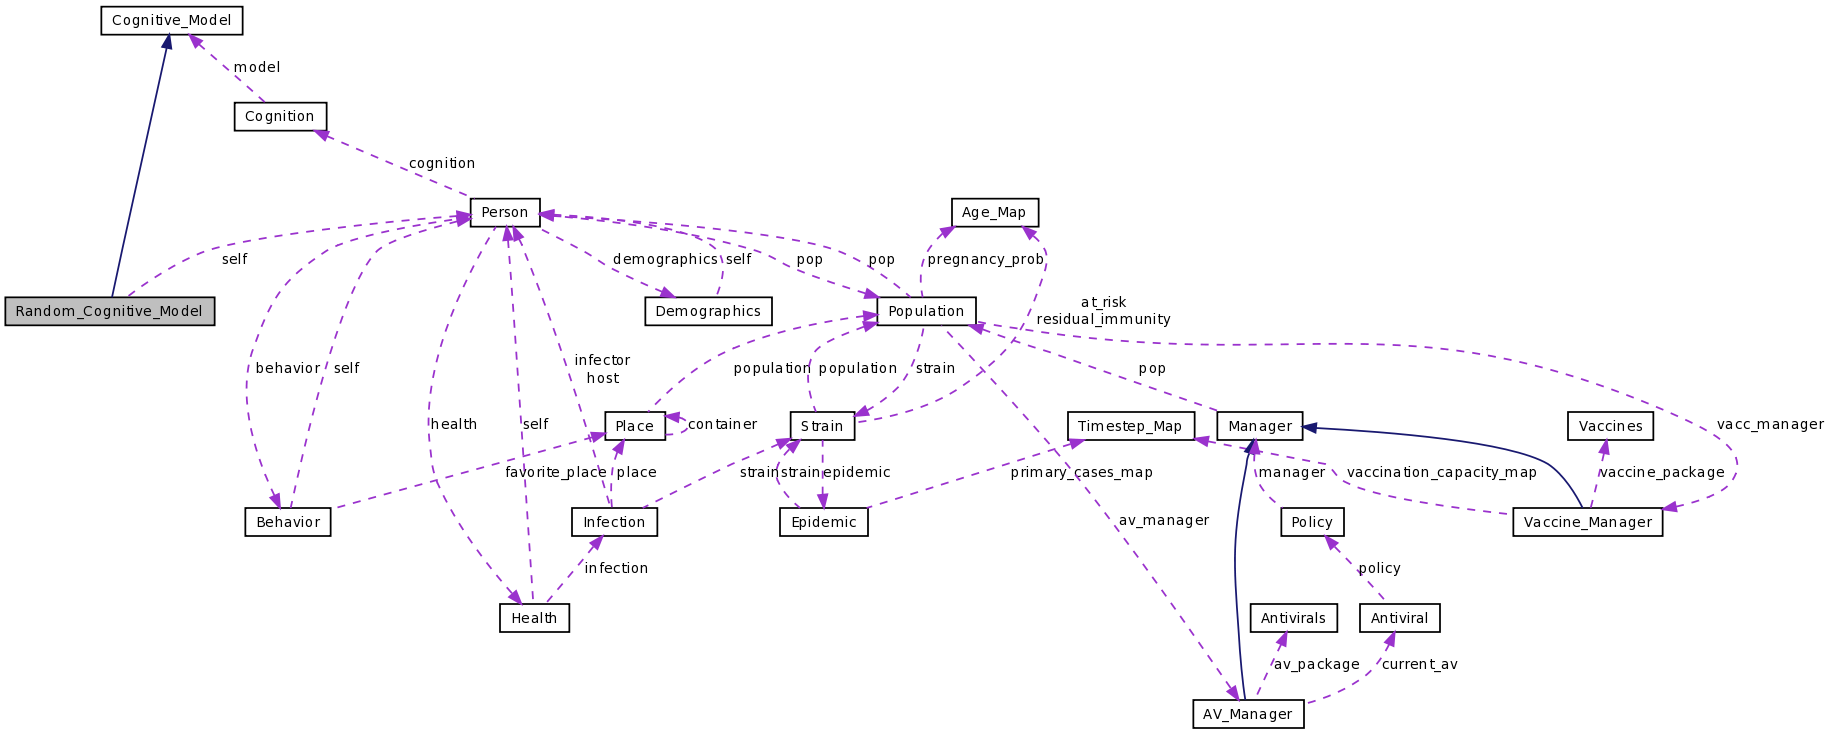 Cognitive_Model
model
Cognition
cognition
Person
Age_Map
self
demographics
self
pop
pop
pregnancy_prob
Random_Cognitive_Model
Demographics
Population
at_risk
residual_immunity
behavior
self
infector
host
population
population
strain
pop
health
self
Place
container
Strain
Timestep_Map
Manager
Vaccines
vacc_manager
favorite_place
place
strain
strain
epidemic
primary_cases_map
manager
vaccination_capacity_map
vaccine_package
Behavior
Infection
Epidemic
av_manager
Policy
Vaccine_Manager
infection
policy
Health
Antivirals
Antiviral
av_package
current_av
AV_Manager